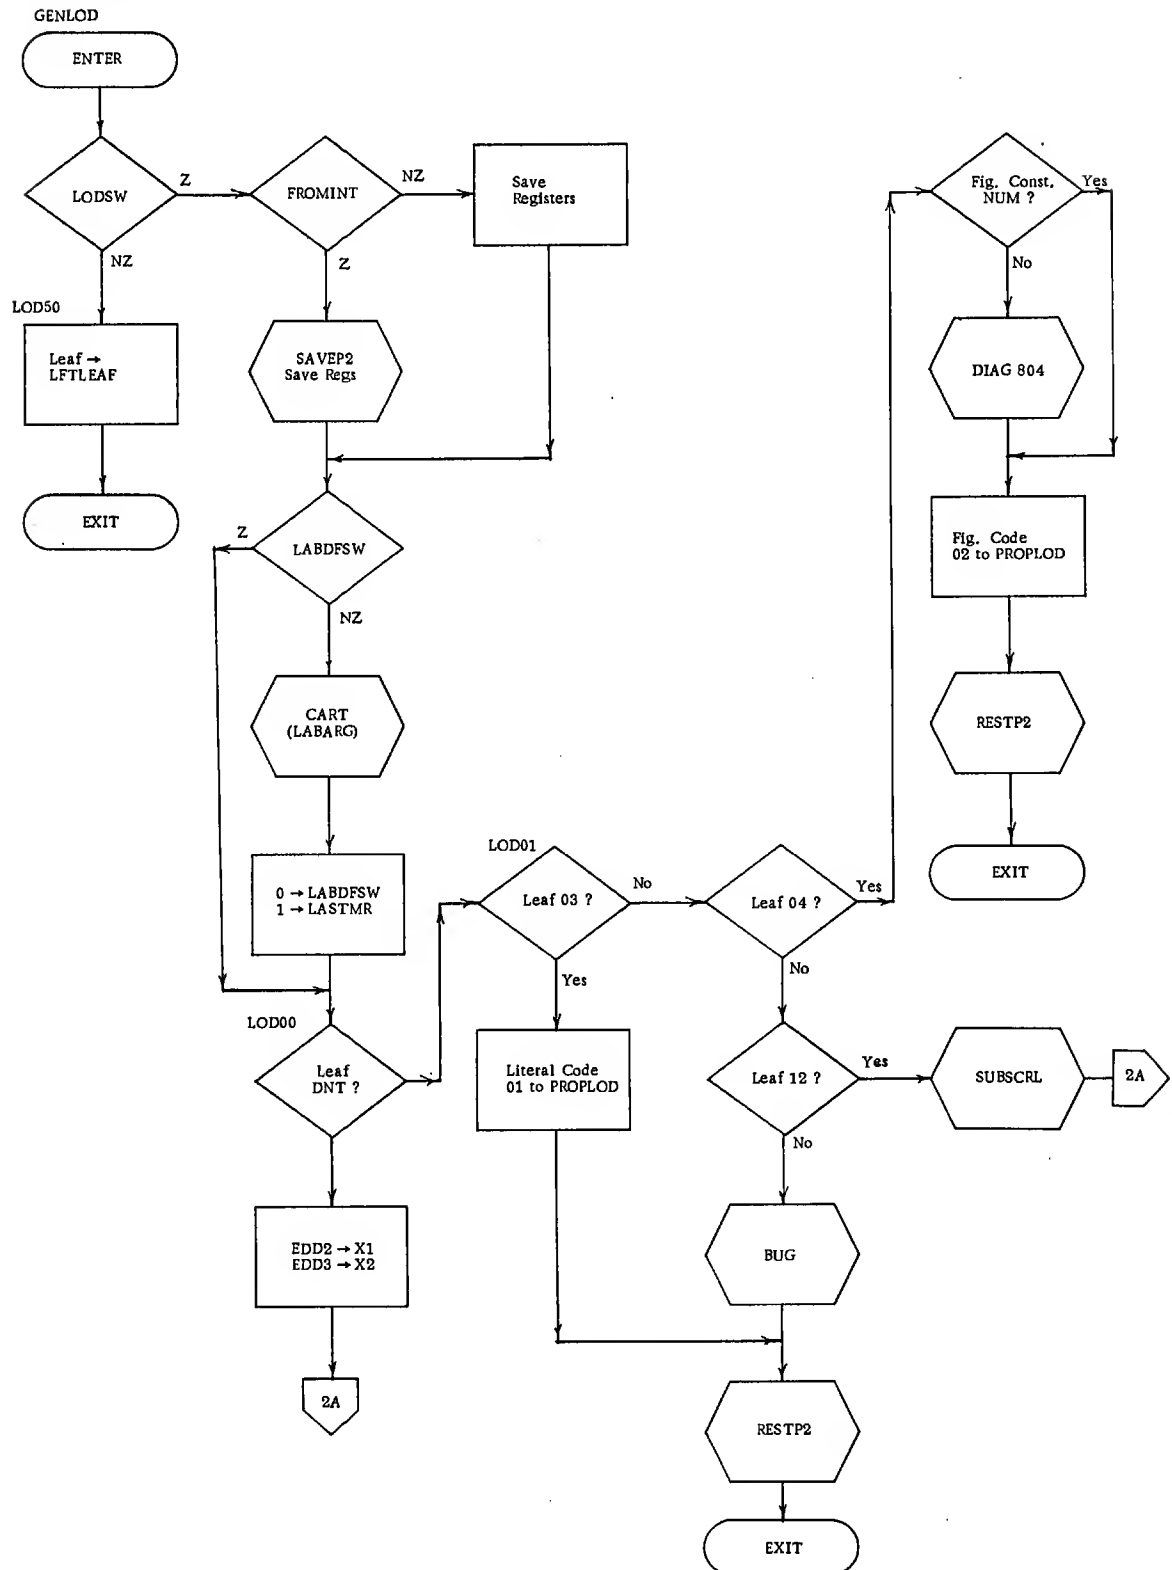 GENLOD
ENTER
LODSW
Z
NZ
FROMINT
NZ
Z
Save
Registers
LOD50
Leaf →
LFTLEAF
EXIT
SAVEP2
Save Regs
LABDFSW
Z
NZ
CART
(LABARG)
0 → LABDFSW
1 → LASTMR
LOD00
Leaf
DNT ?
EDD2 → X1
EDD3 → X2
2A
LOD01
Leaf 03 ?
No
Yes
Literal Code
01 to PROPLOD
Leaf 04 ?
Yes
No
Leaf 12 ?
Yes
No
SUBSCRL
2A
BUG
RESTP2
EXIT
Fig. Const.
NUM ?
Yes
No
DIAG 804
Fig. Code
02 to PROPLOD
RESTP2
EXIT